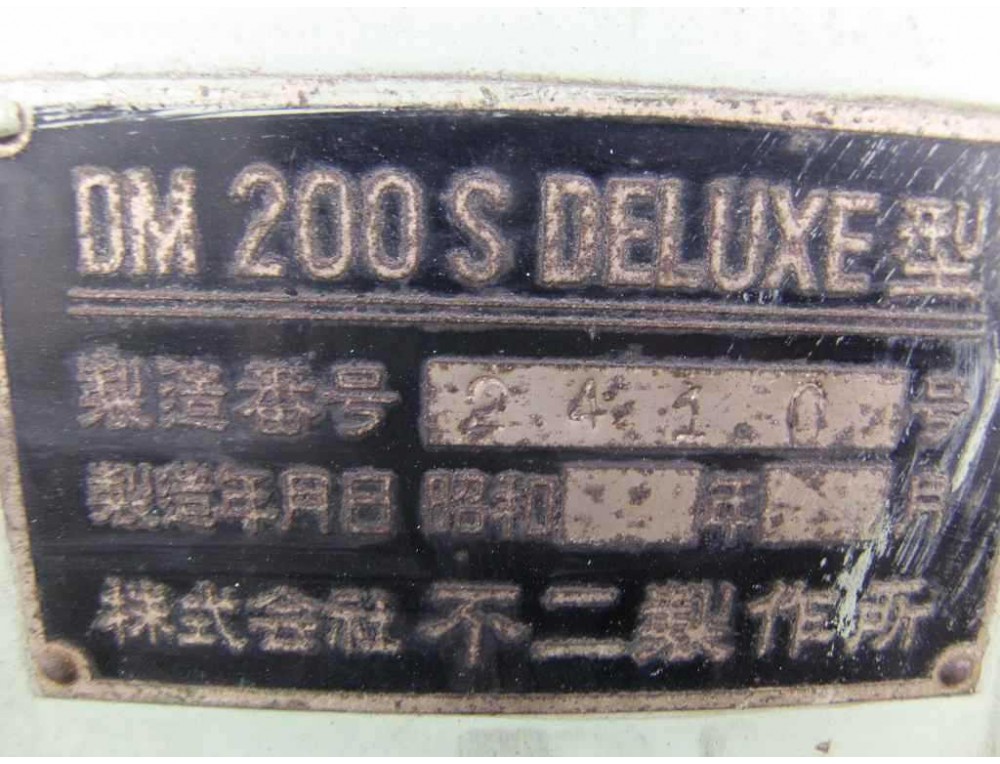 DM 200 S DELUXE 型
製造番号 2410 号
製造年月日 昭和 年 月
株式会社 不二製作所